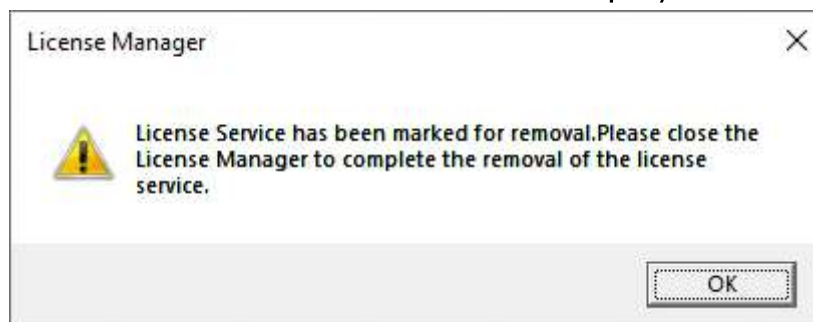 License Manager
License Service has been marked for removal.Please close the
License Manager to complete the removal of the license
service.
OK